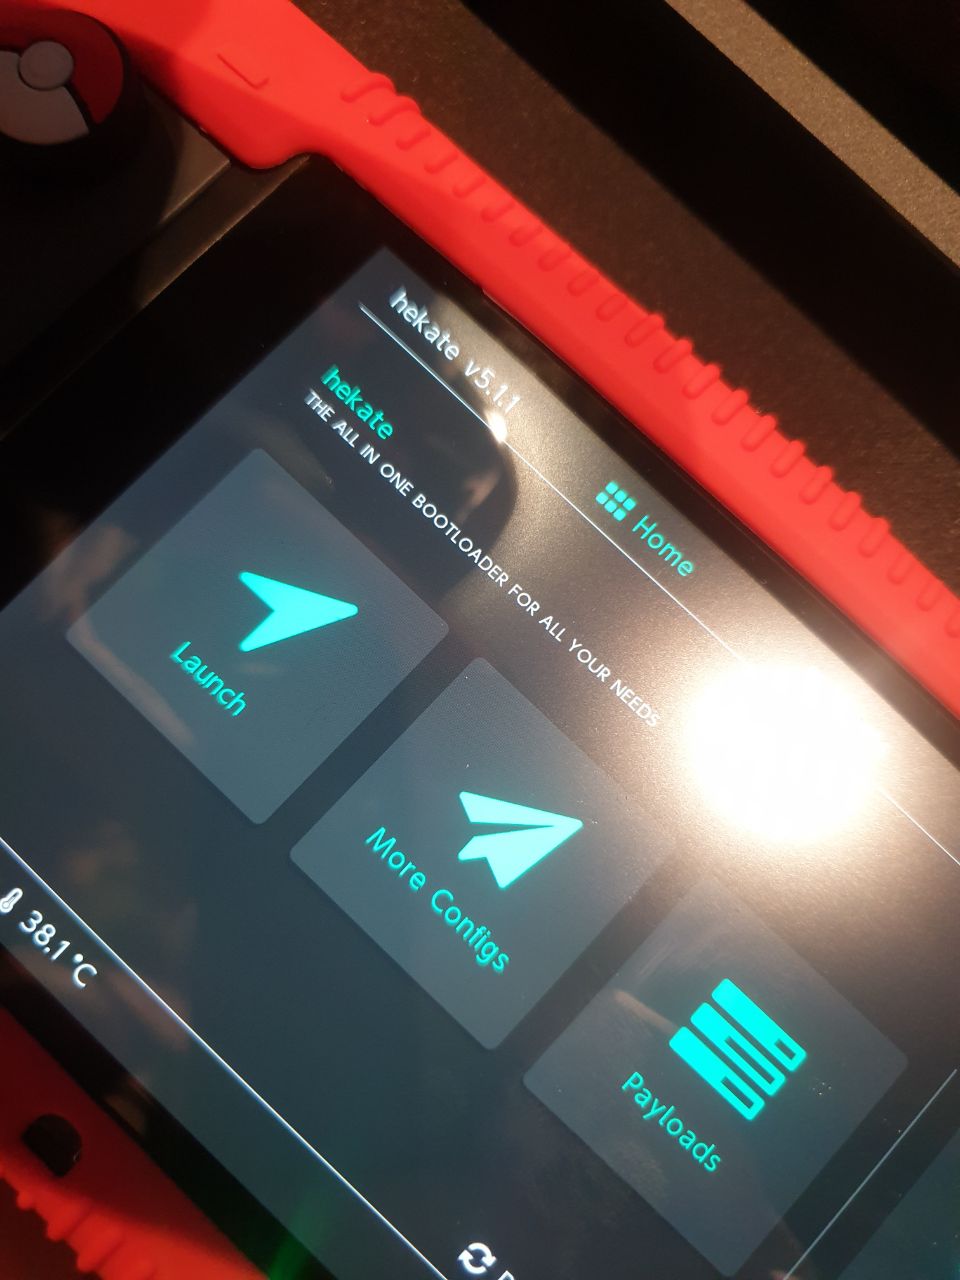 hekate v5.1.1
Home
hekate
THE ALL IN ONE BOOTLOADER FOR ALL YOUR NEEDS
Launch
More Configs
Payloads
38.1 °C